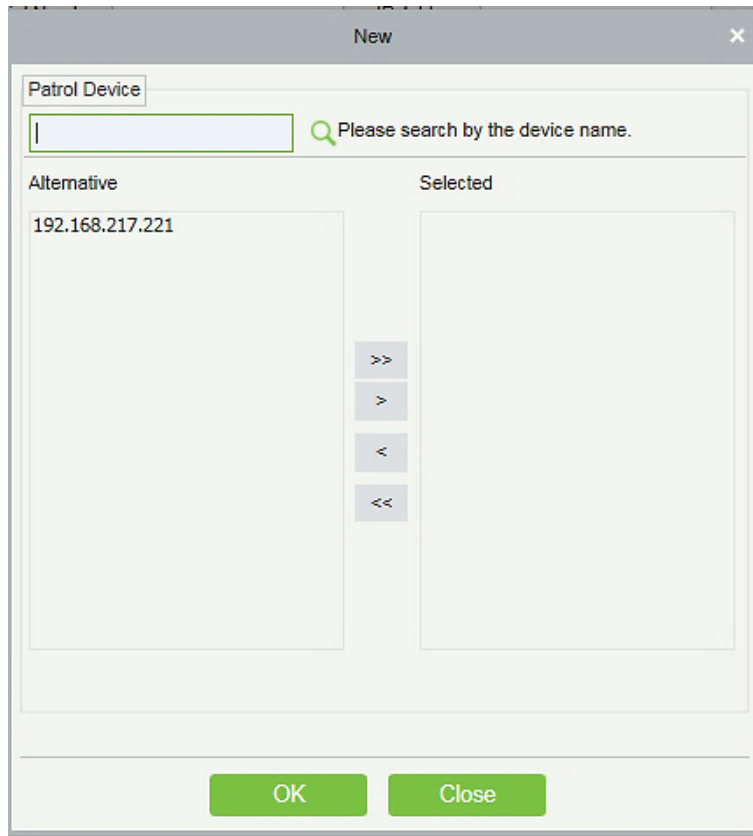 New
Patrol Device
Please search by the device name.
Alternative
Selected
192.168.217.221
>>
>
<
<<
OK
Close